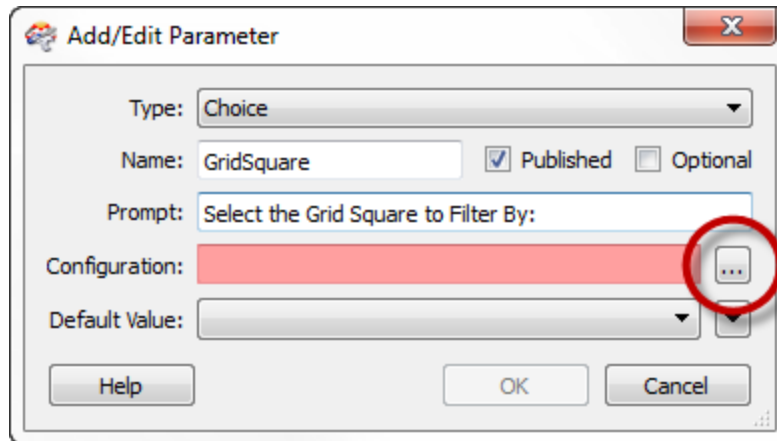 Add/Edit Parameter
Type: Choice
Name: GridSquare Published Optional
Prompt: Select the Grid Square to Filter By:
Configuration: ...
Default Value:
Help OK Cancel